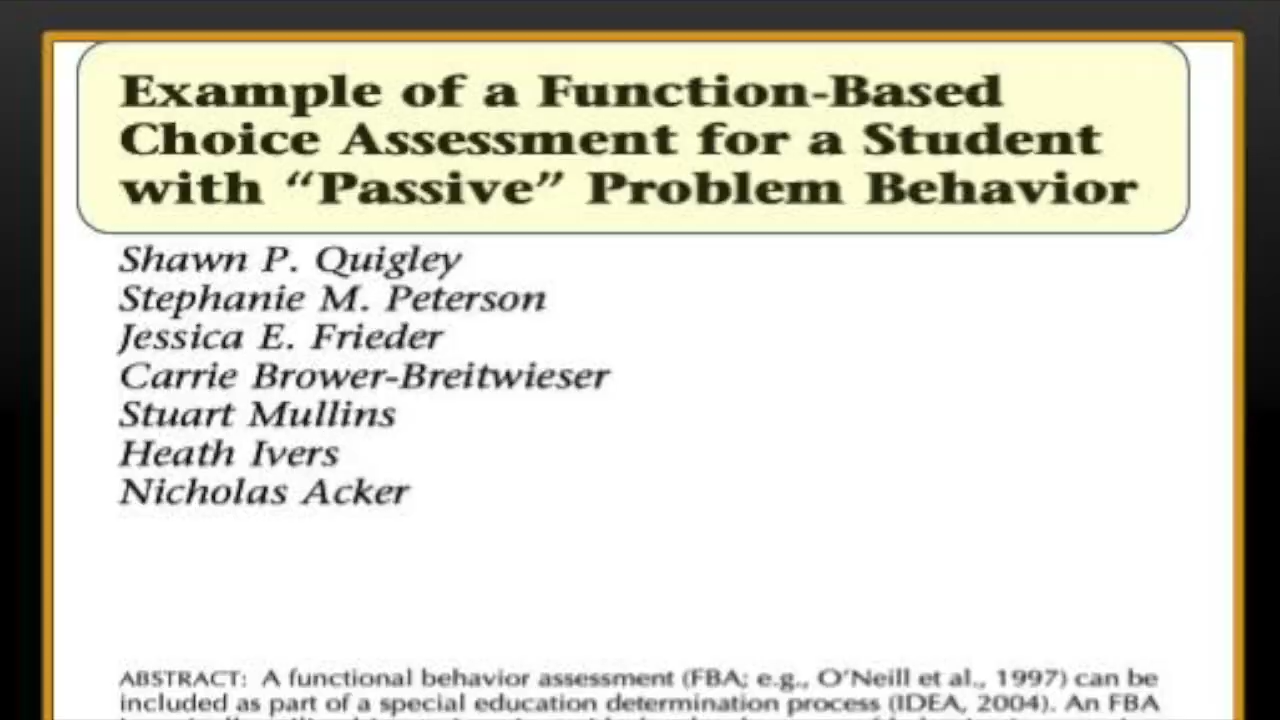 Example of a Function-Based
Choice Assessment for a Student
with “Passive” Problem Behavior
Shawn P. Quigley
Stephanie M. Peterson
Jessica E. Frieder
Carrie Brower-Breitwieser
Stuart Mullins
Heath Ivers
Nicholas Acker
ABSTRACT: A functional behavior assessment (FBA; e.g., O’Neill et al., 1997) can be
included as part of a special education determination process (IDEA, 2004). An FBA